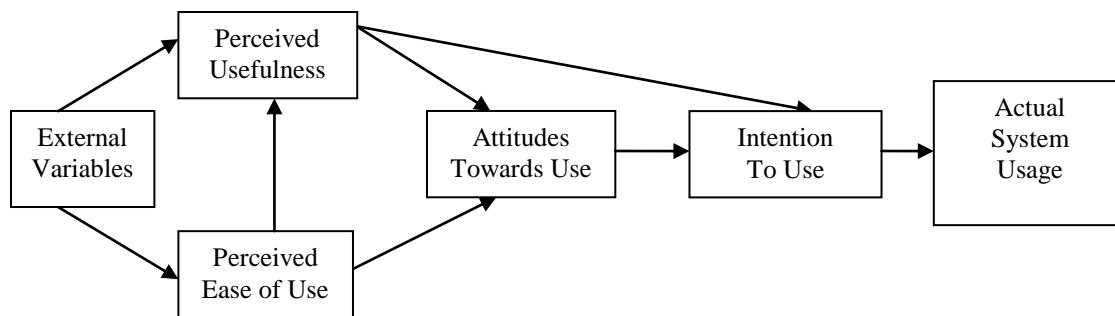 Perceived
Usefulness
External
Variables
Perceived
Ease of Use
Attitudes
Towards Use
Intention
To Use
Actual
System
Usage